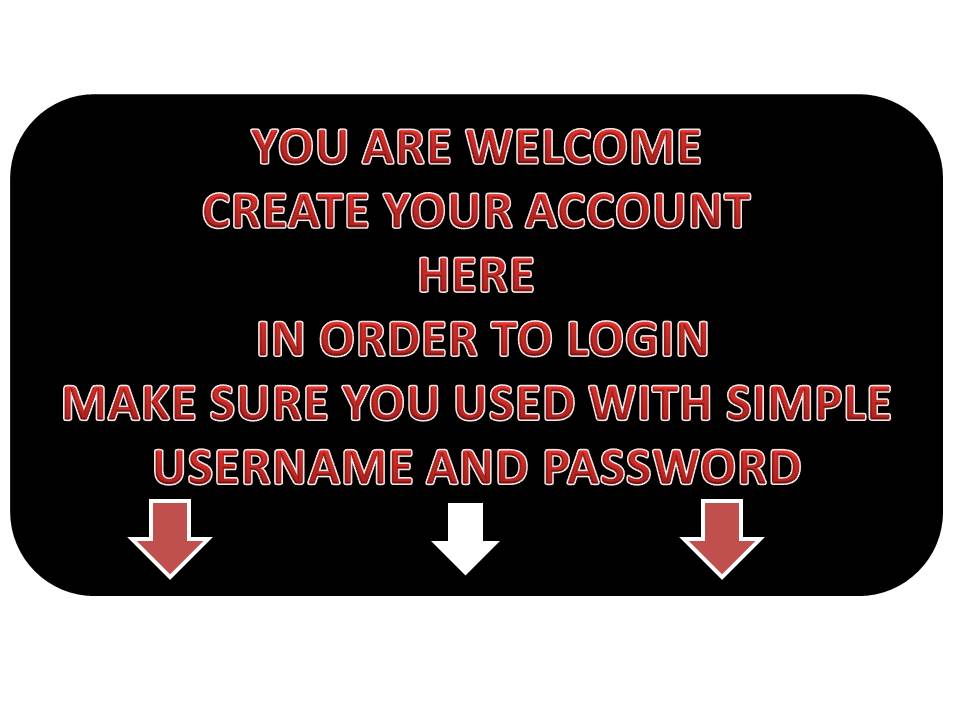 YOU ARE WELCOME
CREATE YOUR ACCOUNT
HERE
IN ORDER TO LOGIN
MAKE SURE YOU USED WITH SIMPLE
USERNAME AND PASSWORD